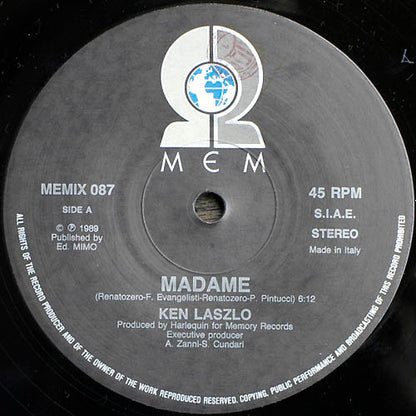 MEM
MEMIX 087
SIDE A
© ℗ 1989
Published by
Ed. MIMO
45 RPM
S.I.A.E.
STEREO
Made in Italy
MADAME
(Renatozero-F. Evangelisti-Renatozero-P. Pintucci) 6:12
KEN LASZLO
Produced by Harlequin for Memory Records
Executive producer
A. Zanni-S. Cundari
ALL RIGHTS OF THE RECORD PRODUCER AND OF THE OWNER OF THE WORK REPRODUCED RESERVED. COPYING, PUBLIC PERFORMANCE AND BROADCASTING OF THIS RECORD PROHIBITED